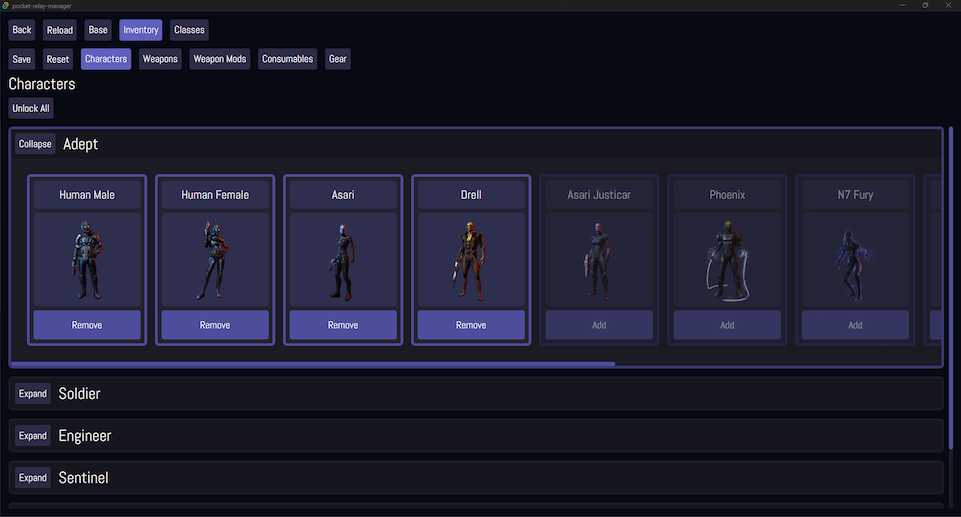 pocket-relay-manager
Back Reload Base Inventory Classes
Save Reset Characters Weapons Weapon Mods Consumables Gear
Characters
Unlock All
Collapse Adept
Human Male Human Female Asari Drell Asari Justicar Phoenix N7 Fury
Remove Remove Remove Remove Add Add Add
Expand Soldier
Expand Engineer
Expand Sentinel